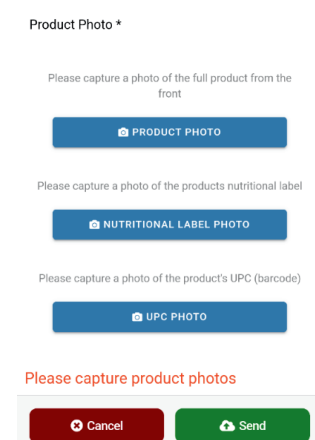 Product Photo *
Please capture a photo of the full product from the
front
PRODUCT PHOTO
Please capture a photo of the products nutritional label
NUTRITIONAL LABEL PHOTO
Please capture a photo of the product's UPC (barcode)
UPC PHOTO
Please capture product photos
Cancel
Send